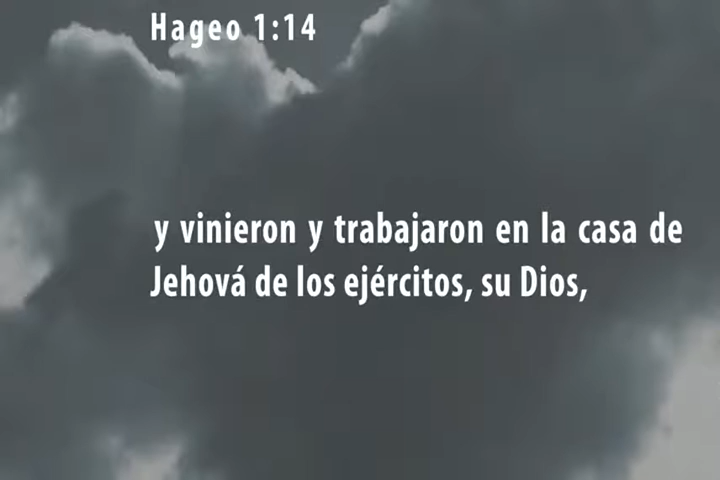 Hageo 1:14
y vinieron y trabajaron en la casa de
Jehová de los ejércitos, su Dios,